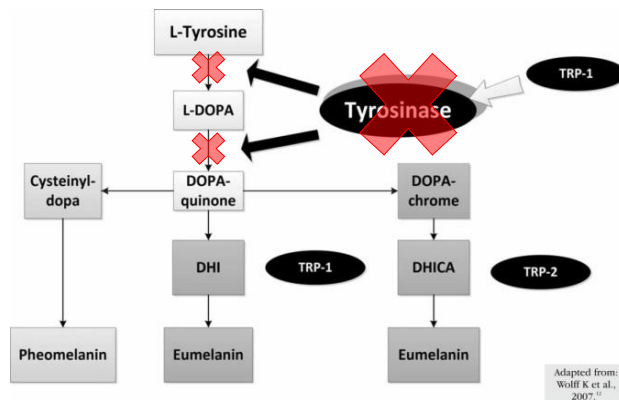 L-Tyrosine
TRP-1
Tyrosinase
L-DOPA
Cysteinyl-
dopa
DOPA-
quinone
DOPA-
chrome
DHI
TRP-1
DHICA
TRP-2
Pheomelanin
Eumelanin
Eumelanin
Adapted from:
Wolff K et al.,
2007.¹²